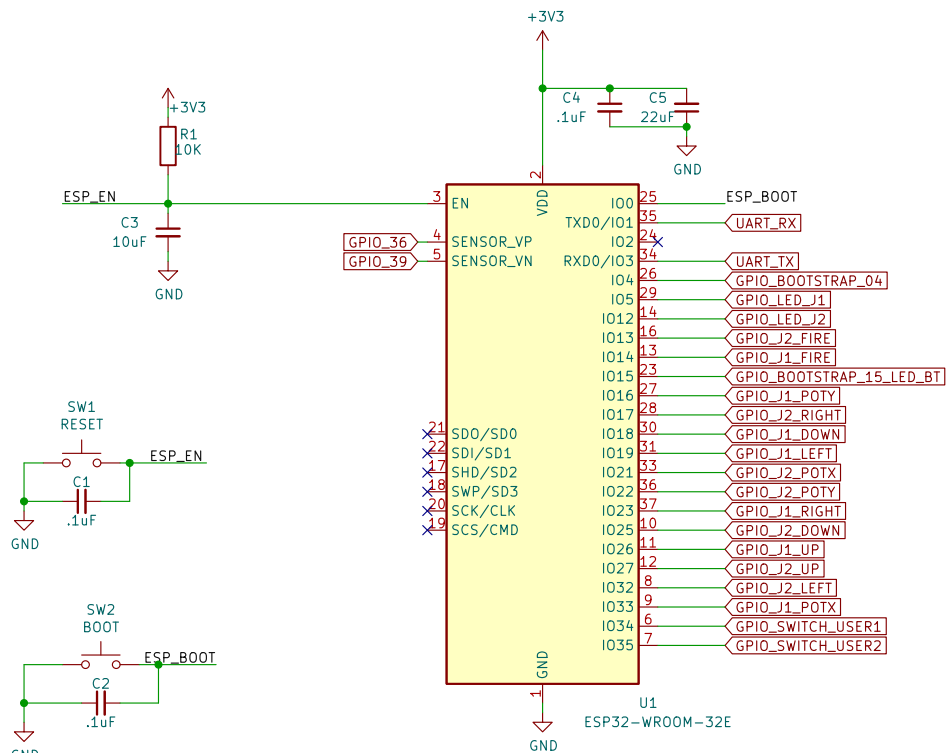 +3V3
C4
.1uF
C5
22uF
GND
+3V3
R1
10K
ESP_EN
C3
10uF
GND
2
VDD
3 EN
4 SENSOR_VP
5 SENSOR_VN
GPIO_36
GPIO_39
21 SDO/SD0
22 SDI/SD1
17 SHD/SD2
18 SWP/SD3
20 SCK/CLK
19 SCS/CMD
IO0 25 ESP_BOOT
TXD0/IO1 35 UART_RX
IO2 24
RXD0/IO3 34 UART_TX
IO4 26 GPIO_BOOTSTRAP_04
IO5 29 GPIO_LED_J1
IO12 14 GPIO_LED_J2
IO13 16 GPIO_J2_FIRE
IO14 13 GPIO_J1_FIRE
IO15 23 GPIO_BOOTSTRAP_15_LED_BT
IO16 27 GPIO_J1_POTY
IO17 28 GPIO_J2_RIGHT
IO18 30 GPIO_J1_DOWN
IO19 31 GPIO_J1_LEFT
IO21 33 GPIO_J2_POTX
IO22 36 GPIO_J2_POTY
IO23 37 GPIO_J1_RIGHT
IO25 10 GPIO_J2_DOWN
IO26 11 GPIO_J1_UP
IO27 12 GPIO_J2_UP
IO32 8 GPIO_J2_LEFT
IO33 9 GPIO_J1_POTX
IO34 6 GPIO_SWITCH_USER1
IO35 7 GPIO_SWITCH_USER2
GND
1
GND
U1
ESP32-WROOM-32E
SW1
RESET
ESP_EN
C1
.1uF
GND
SW2
BOOT
ESP_BOOT
C2
.1uF
GND